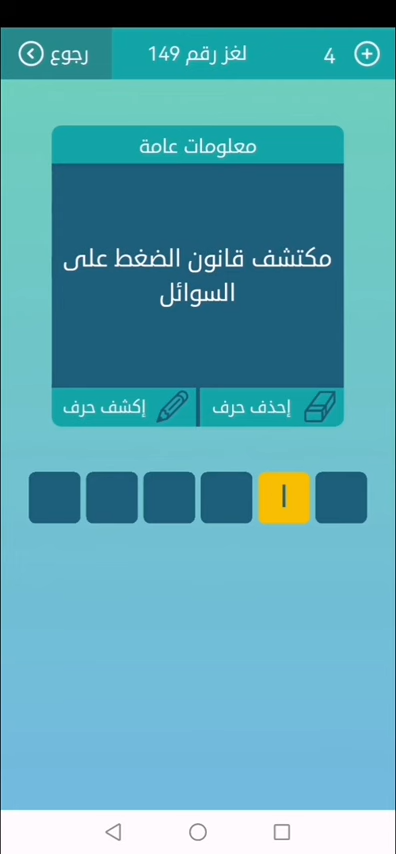 4 لغز رقم 149 رجوع
معلومات عامة
مكتشف قانون الضغط على
السوائل
إحذف حرف إكشف حرف
ا